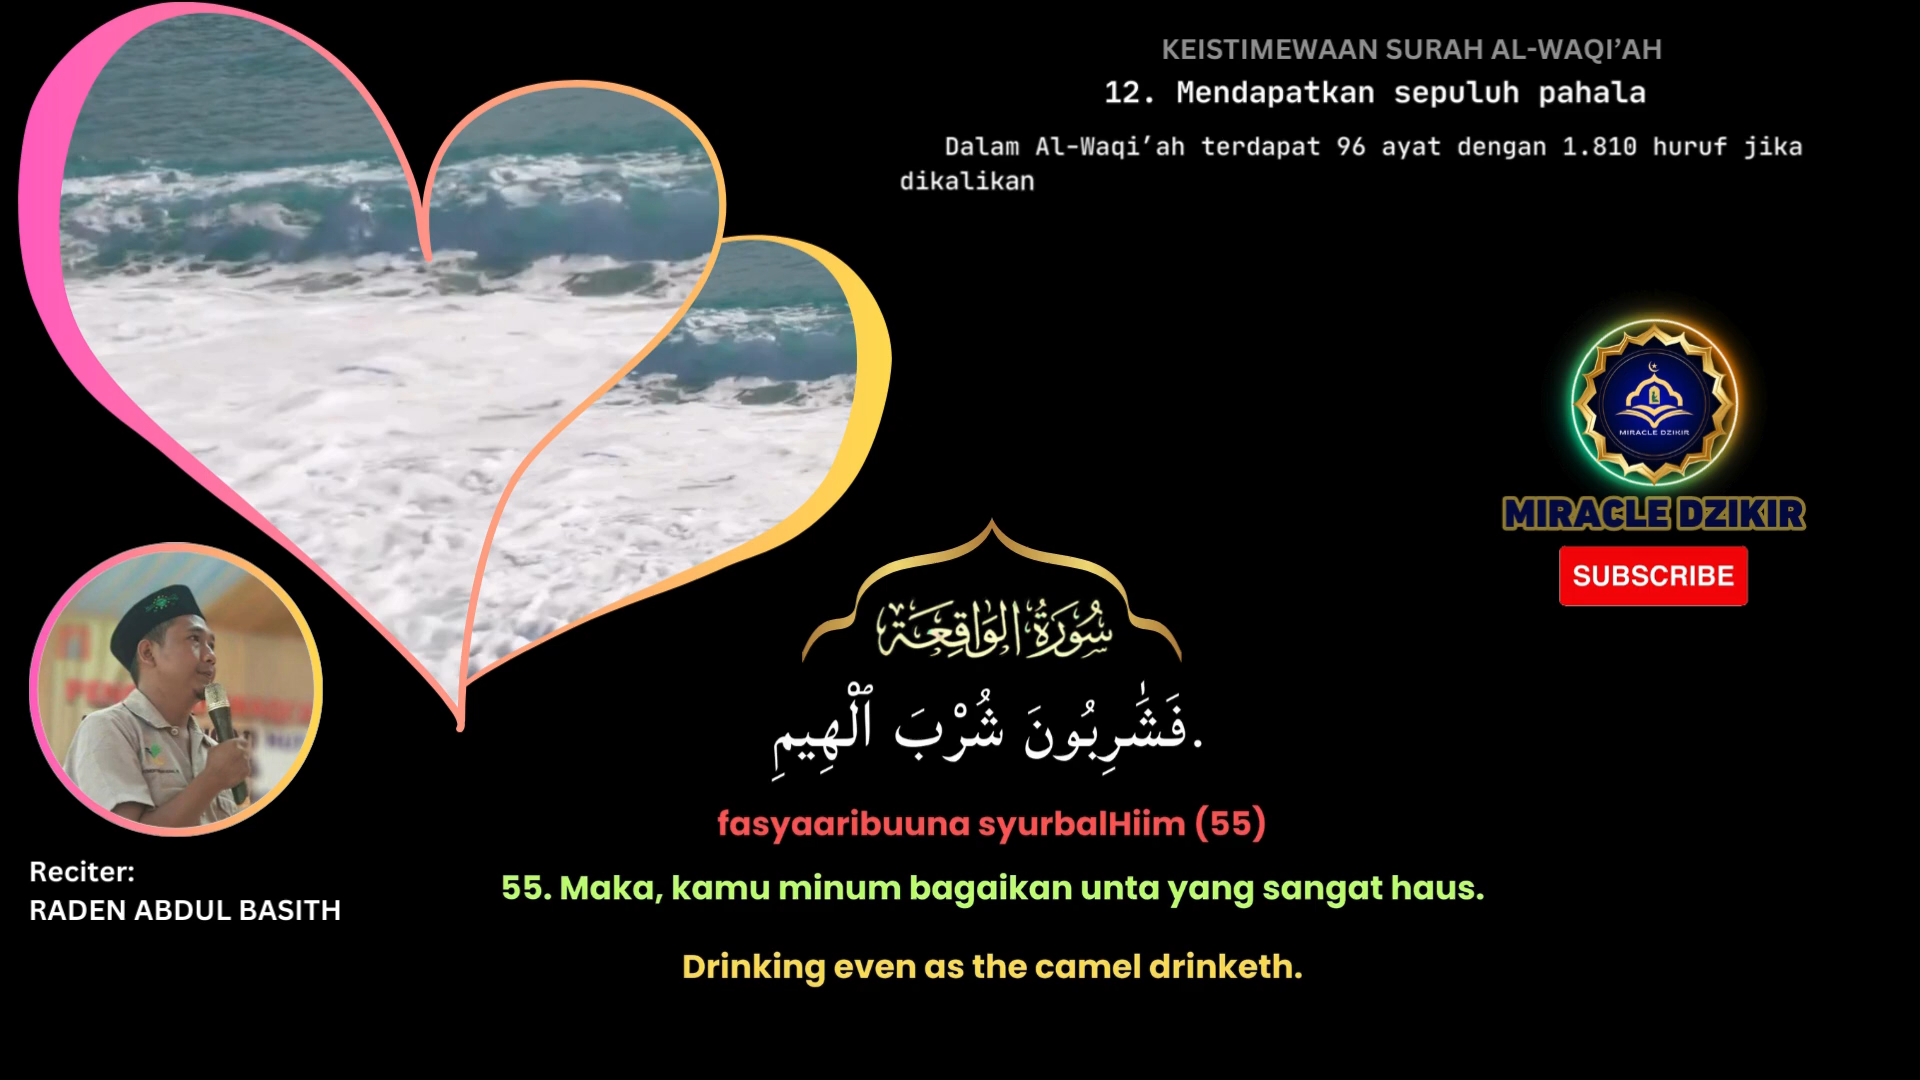 KEISTIMEWAAN SURAH AL-WAQI’AH
12. Mendapatkan sepuluh pahala
Dalam Al-Waqi’ah terdapat 96 ayat dengan 1.810 huruf jika
dikalikan
MIRACLE DZIKIR
MIRACLE DZIKIR
SUBSCRIBE
سُوْرَةُ الوَاقِعَة
فَشَٰرِبُونَ شُرْبَ ٱلْهِيمِ.
fasyaaribuuna syurbalHiim (55)
55. Maka, kamu minum bagaikan unta yang sangat haus.
Drinking even as the camel drinketh.
Reciter:
RADEN ABDUL BASITH